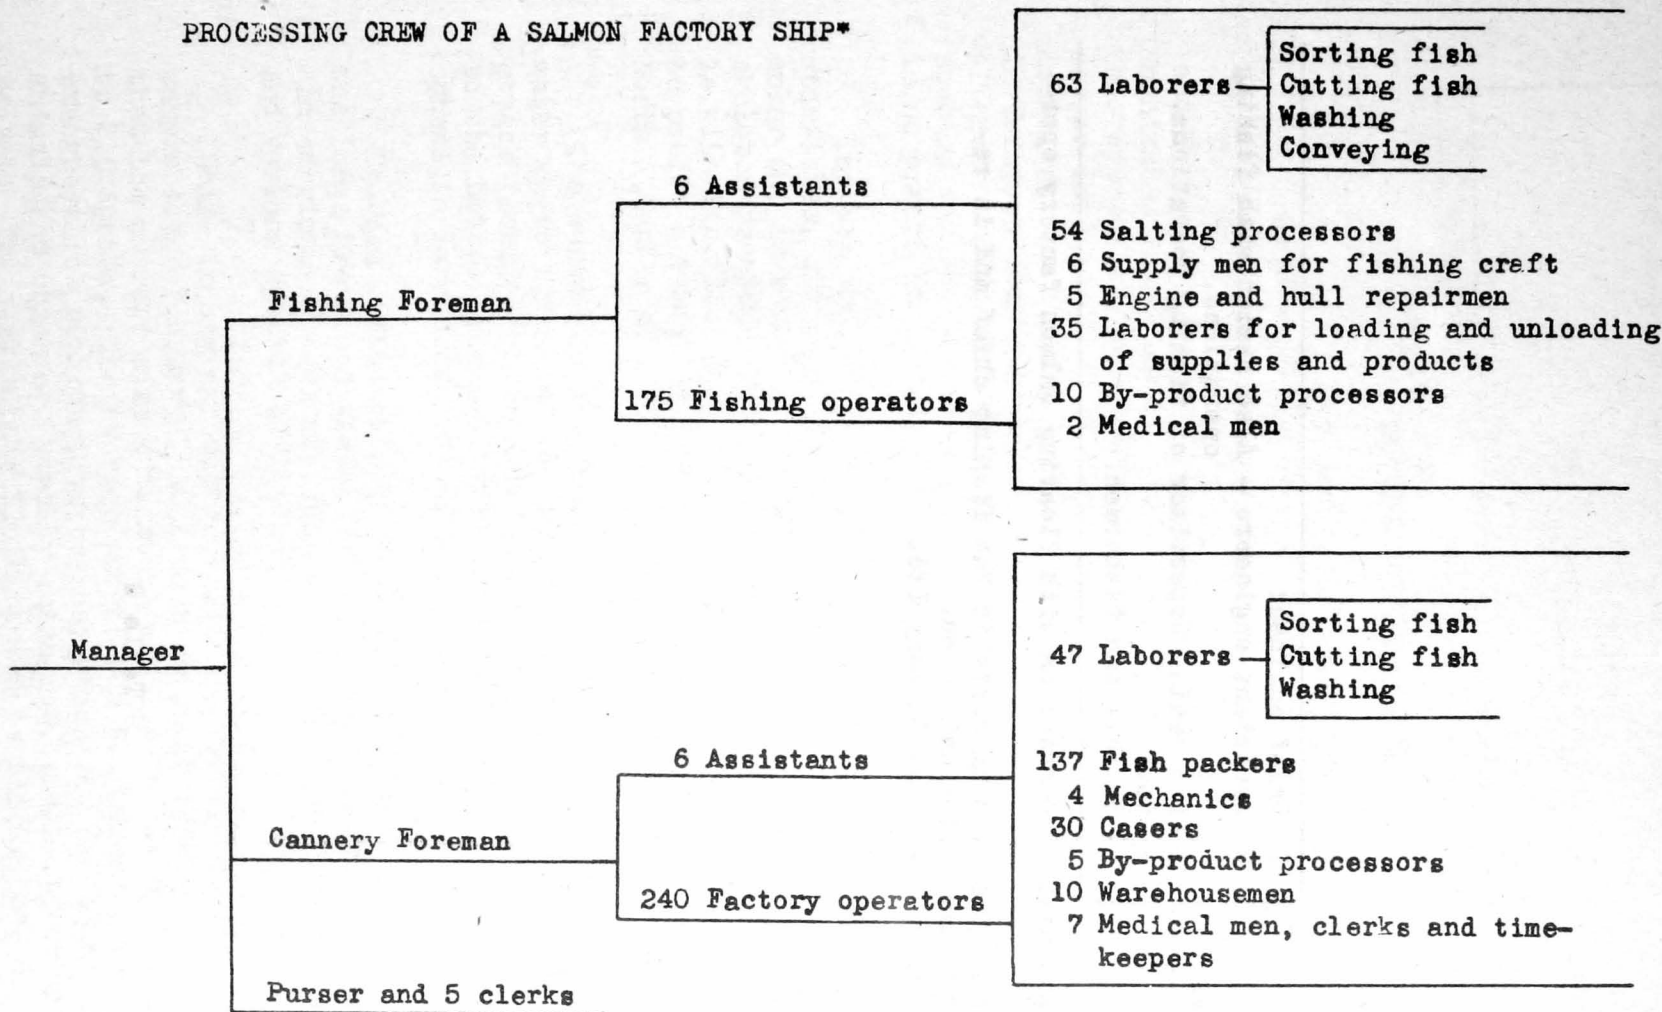 PROCESSING CREW OF A SALMON FACTORY SHIP*
Manager
Fishing Foreman
6 Assistants
175 Fishing operators
63 Laborers
Sorting fish
Cutting fish
Washing
Conveying
54 Salting processors
6 Supply men for fishing craft
5 Engine and hull repairmen
35 Laborers for loading and unloading
of supplies and products
10 By-product processors
2 Medical men
Cannery Foreman
6 Assistants
240 Factory operators
47 Laborers
Sorting fish
Cutting fish
Washing
137 Fish packers
4 Mechanics
30 Casers
5 By-product processors
10 Warehousemen
7 Medical men, clerks and time-
keepers
Purser and 5 clerks